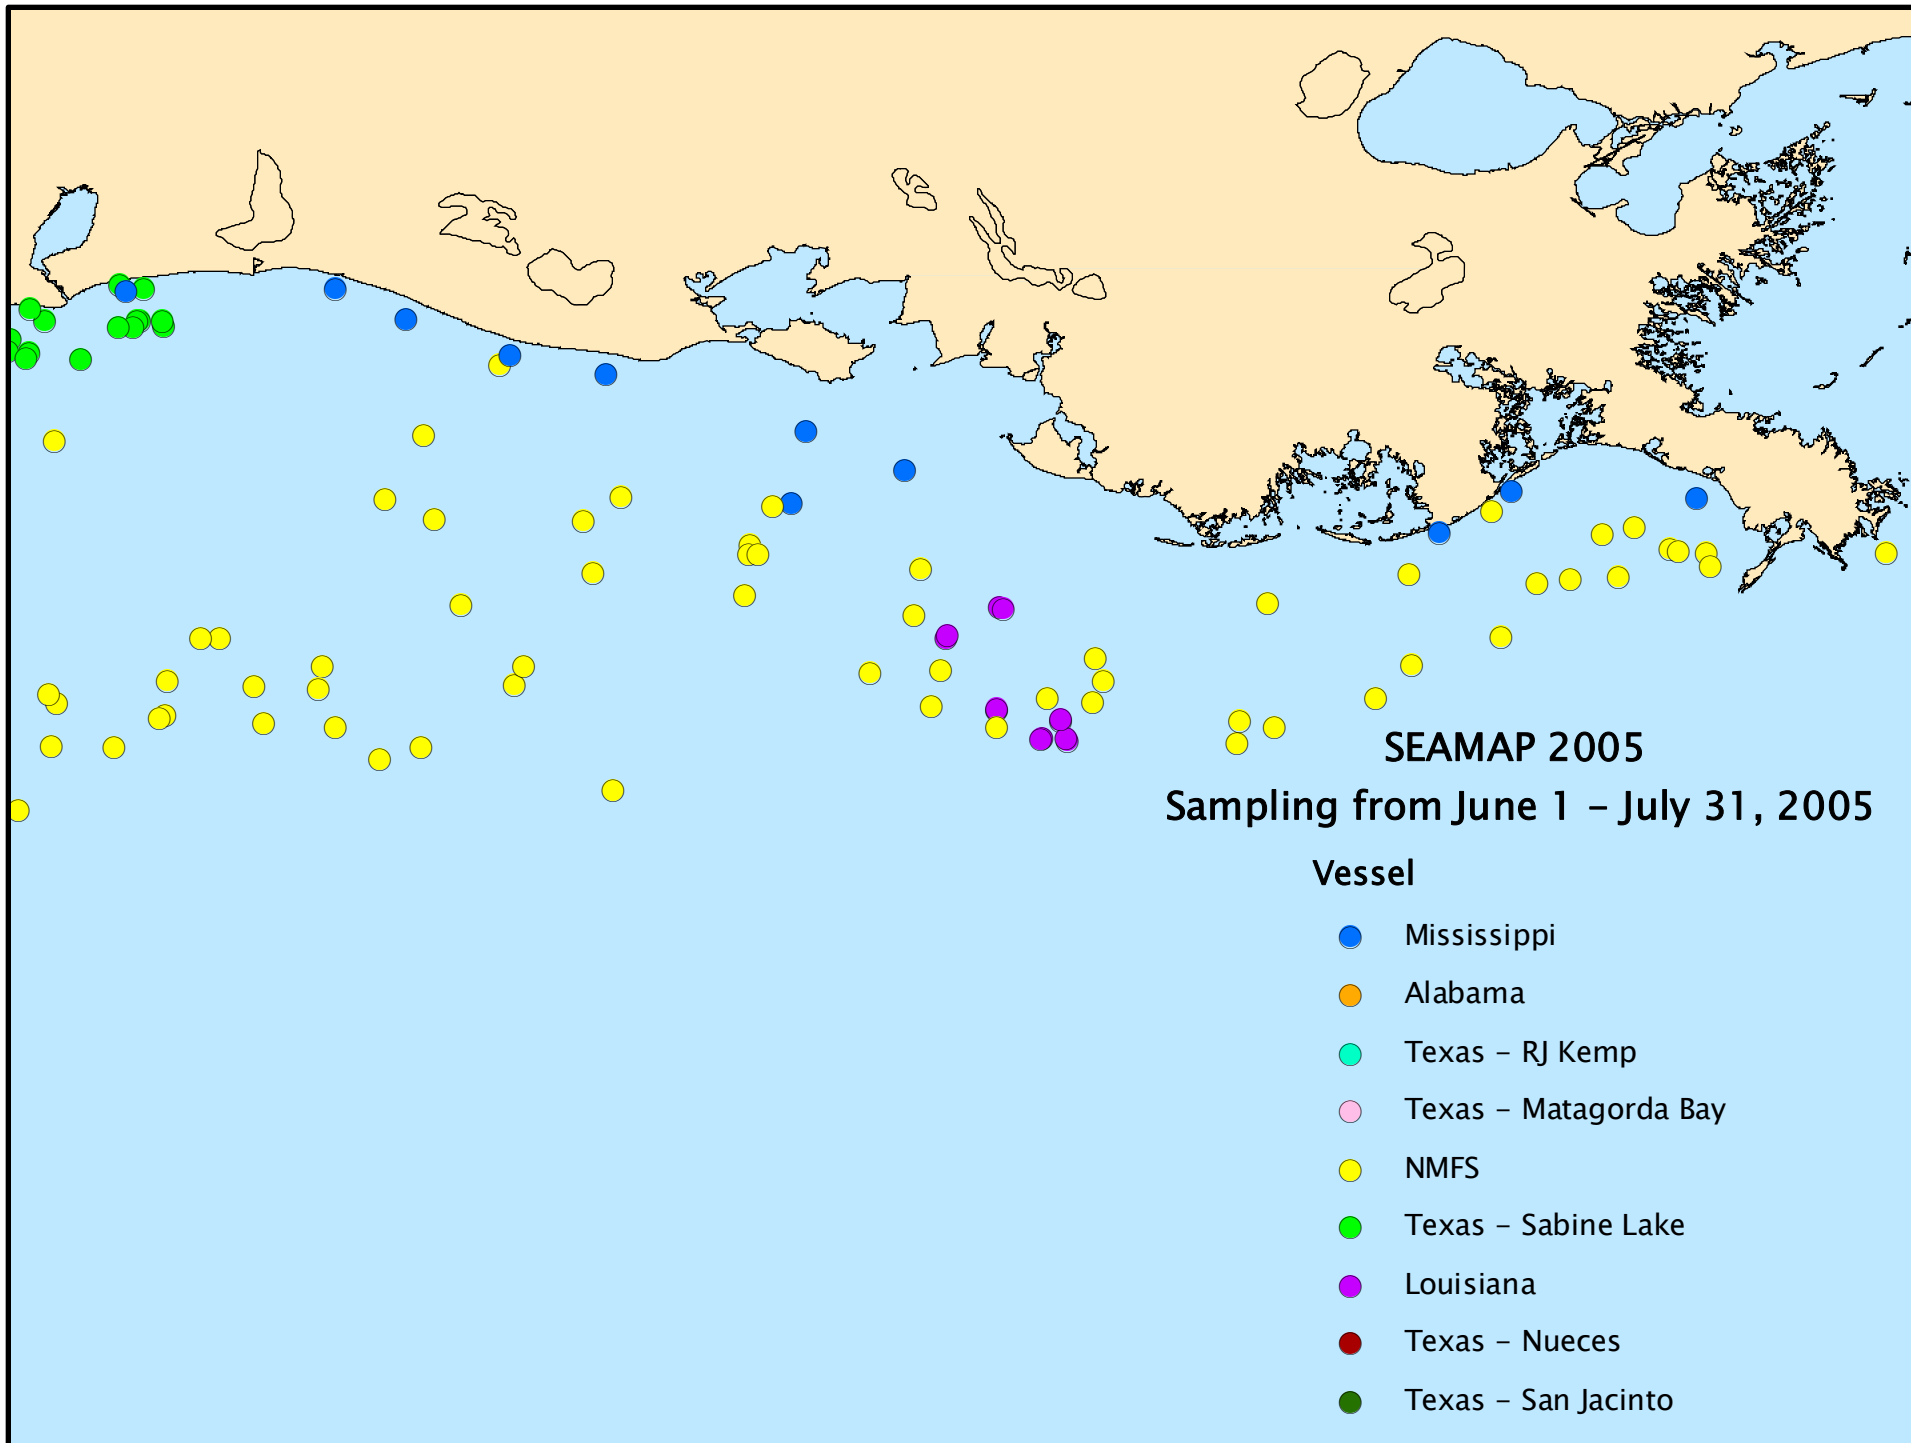 SEAMAP 2005
Sampling from June 1 – July 31, 2005
Vessel
Mississippi
Alabama
Texas – RJ Kemp
Texas – Matagorda Bay
NMFS
Texas – Sabine Lake
Louisiana
Texas – Nueces
Texas – San Jacinto